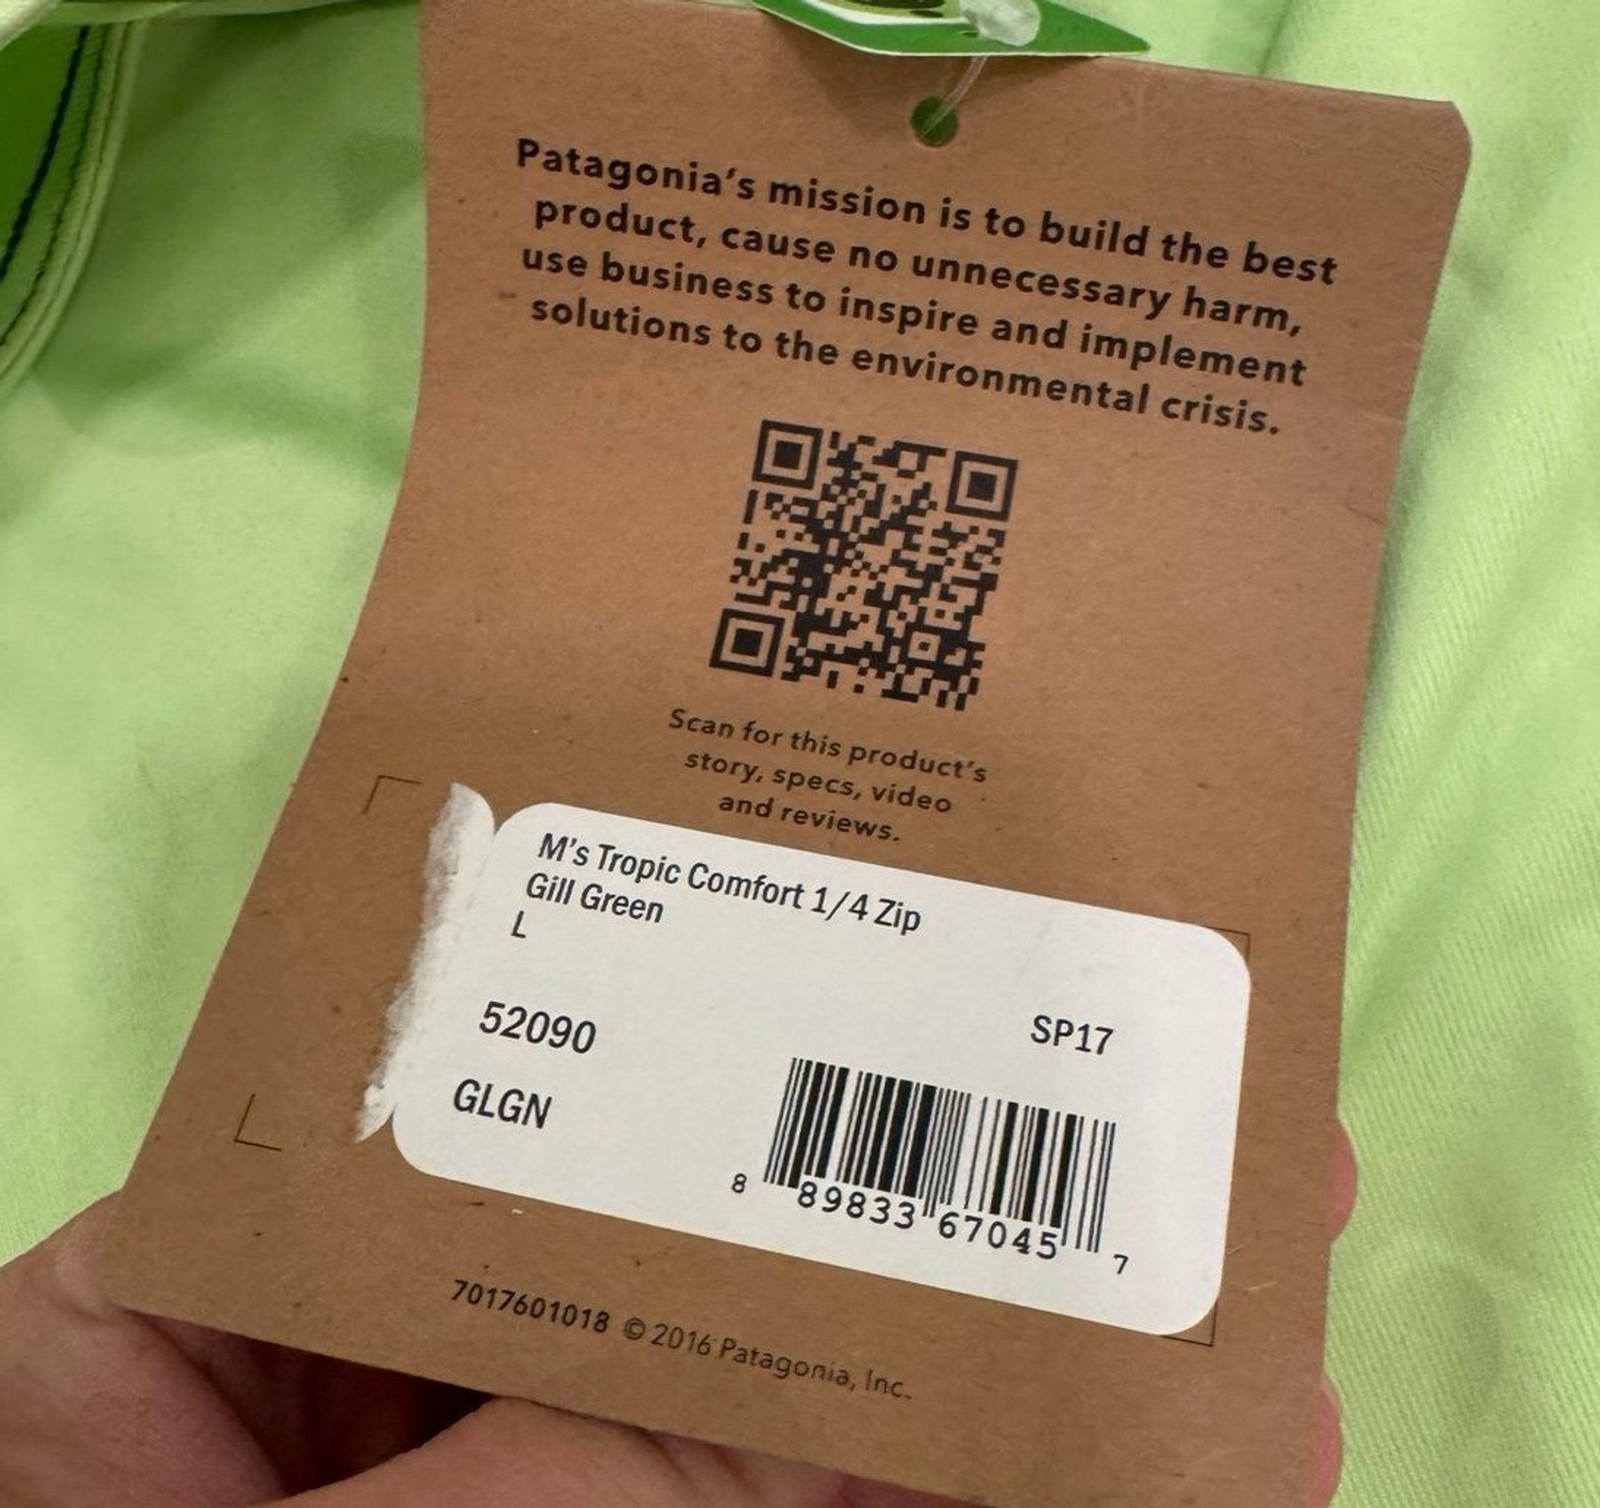 Patagonia's mission is to build the best
product, cause no unnecessary harm,
use business to inspire and implement
solutions to the environmental crisis.
Scan for this product's
story, specs, video
and reviews.
M's Tropic Comfort 1/4 Zip
Gill Green
L
52090
SP17
GLGN
8 89833 67045 7
7017601018 © 2016 Patagonia, Inc.